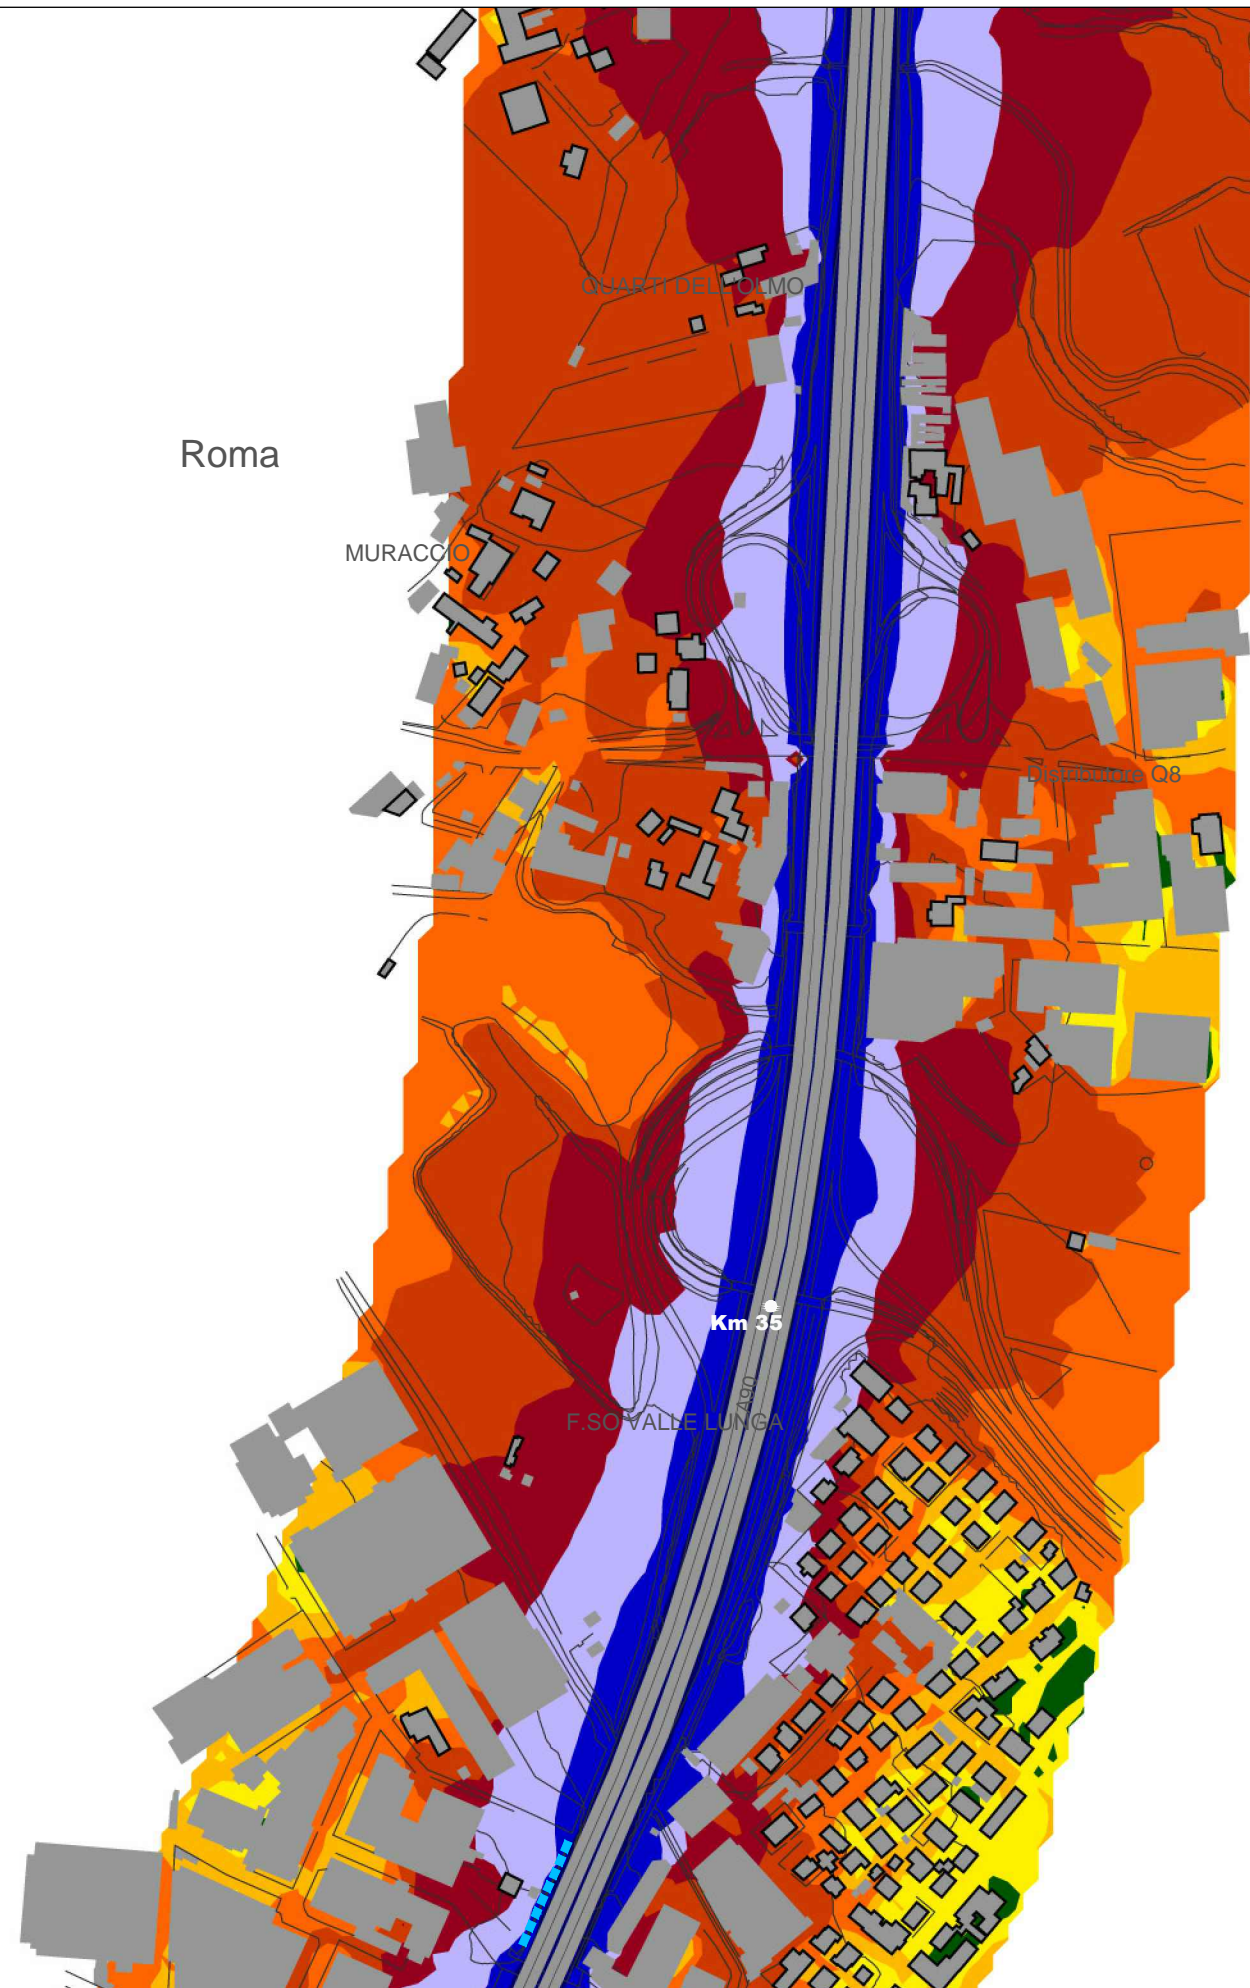 QUARTI DELL'OLMO
Roma
MURACCIO
Distributore Q8
Km 35
A90
F.SO VALLE LUNGA